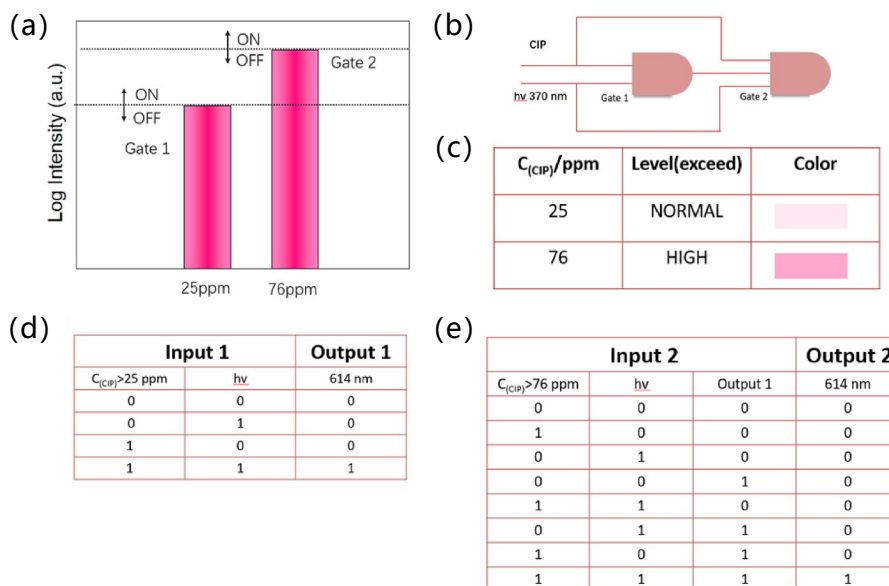 (a)
Log Intensity (a.u.)
ON
OFF
Gate 1
ON
OFF
Gate 2
25ppm
76ppm
(b)
CIP
hv 370 nm
Gate 1
Gate 2
(c)
C(CIP)/ppm Level(exceed) Color
25 NORMAL
76 HIGH
(d)
Input 1 Output 1
C(CIP)>25 ppm hv 614 nm
0 0 0
0 1 0
1 0 0
1 1 1
(e)
Input 2 Output 2
C(CIP)>76 ppm hv Output 1 614 nm
0 0 0 0
1 0 0 0
0 1 0 0
0 0 1 0
1 1 0 0
0 1 1 0
1 0 1 0
1 1 1 1